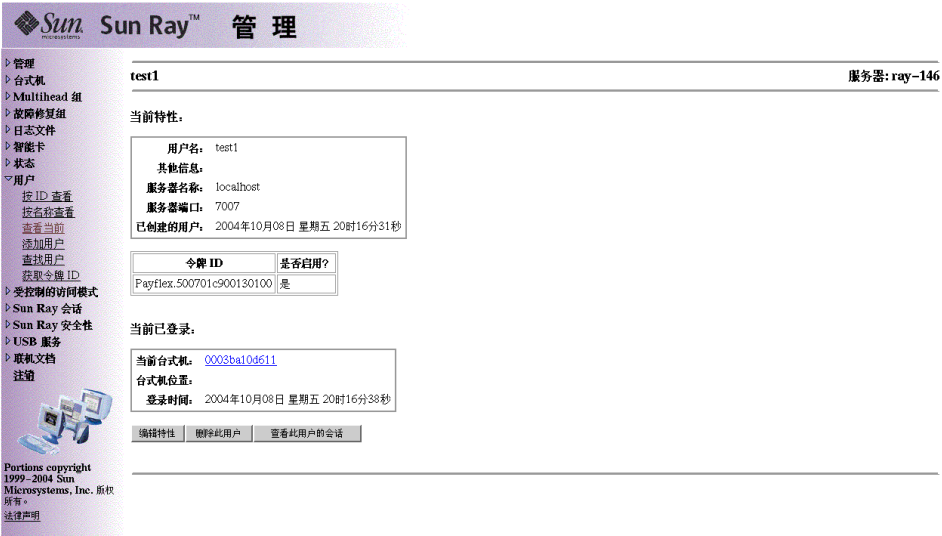 Sun microsystems Sun Ray™ 管 理
管理
台式机
Multihead 组
故障修复组
日志文件
智能卡
状态
用户
按 ID 查看
按名称查看
查看当前
添加用户
查找用户
获取令牌 ID
受控制的访问模式
Sun Ray 会话
Sun Ray 安全性
USB 服务
联机文档
注销
Portions copyright
1999-2004 Sun
Microsystems, Inc. 版权
所有。
法律声明
test1 服务器: ray-146
当前特性:
用户名: test1
其他信息:
服务器名称: localhost
服务器端口: 7007
已创建的用户: 2004年10月08日 星期五 20时16分31秒
令牌 ID 是否启用?
Payflex.500701c900130100 是
当前已登录:
当前台式机: 0003ba10d611
台式机位置:
登录时间: 2004年10月08日 星期五 20时16分38秒
编辑特性 删除此用户 查看此用户的会话